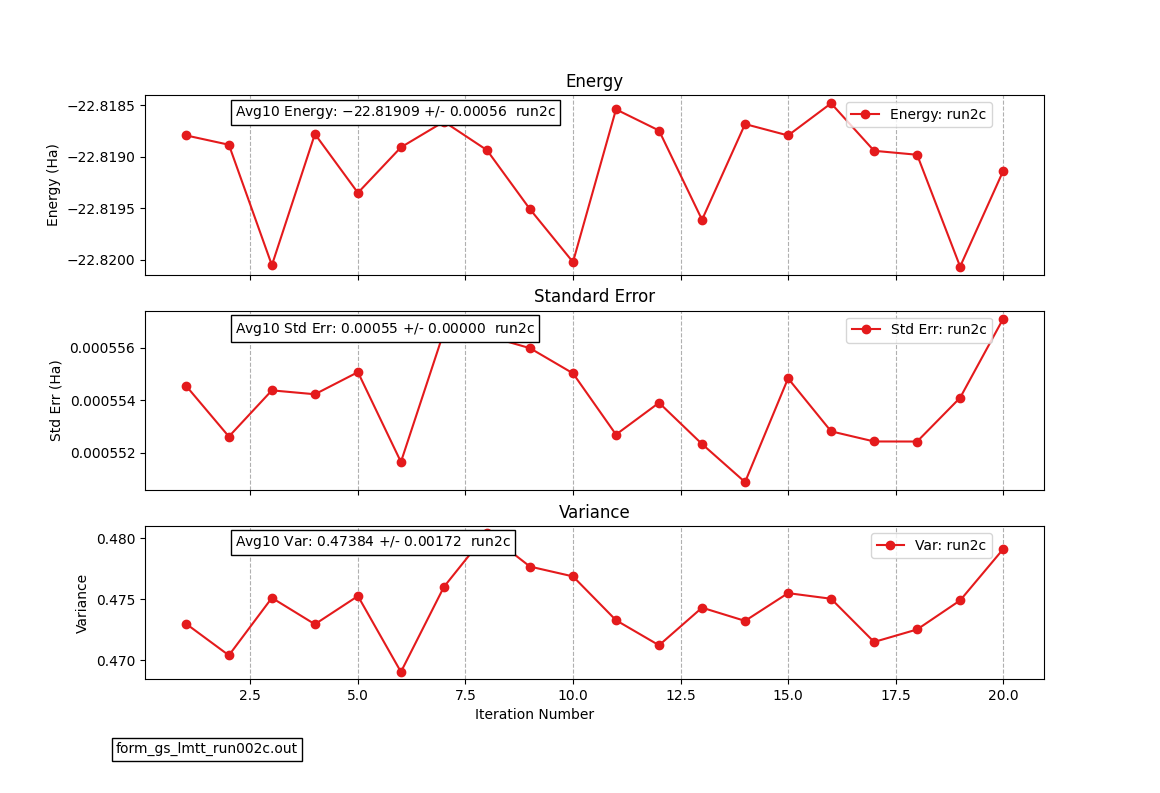 Energy
Avg10 Energy: −22.81909 +/- 0.00056  run2c
Energy: run2c
−22.8185
−22.8190
−22.8195
−22.8200
Energy (Ha)
Standard Error
Avg10 Std Err: 0.00055 +/- 0.00000  run2c
Std Err: run2c
0.000556
0.000554
0.000552
Std Err (Ha)
Variance
Avg10 Var: 0.47384 +/- 0.00172  run2c
Var: run2c
0.480
0.475
0.470
Variance
2.5 5.0 7.5 10.0 12.5 15.0 17.5 20.0
Iteration Number
form_gs_lmtt_run002c.out